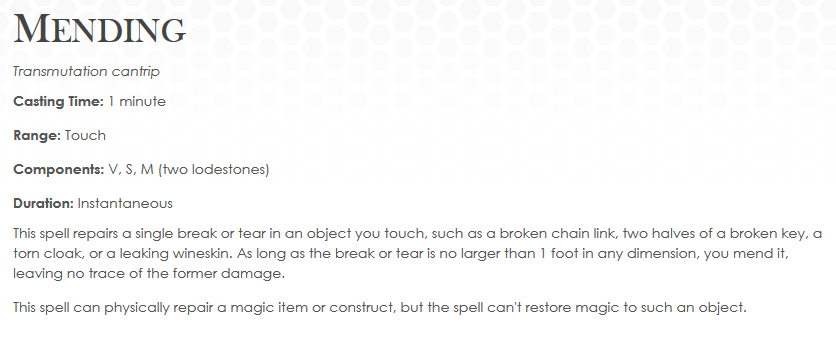 MENDING
Transmutation cantrip
Casting Time: 1 minute
Range: Touch
Components: V, S, M (two lodestones)
Duration: Instantaneous
This spell repairs a single break or tear in an object you touch, such as a broken chain link, two halves of a broken key, a
torn cloak, or a leaking wineskin. As long as the break or tear is no larger than 1 foot in any dimension, you mend it,
leaving no trace of the former damage.
This spell can physically repair a magic item or construct, but the spell can't restore magic to such an object.